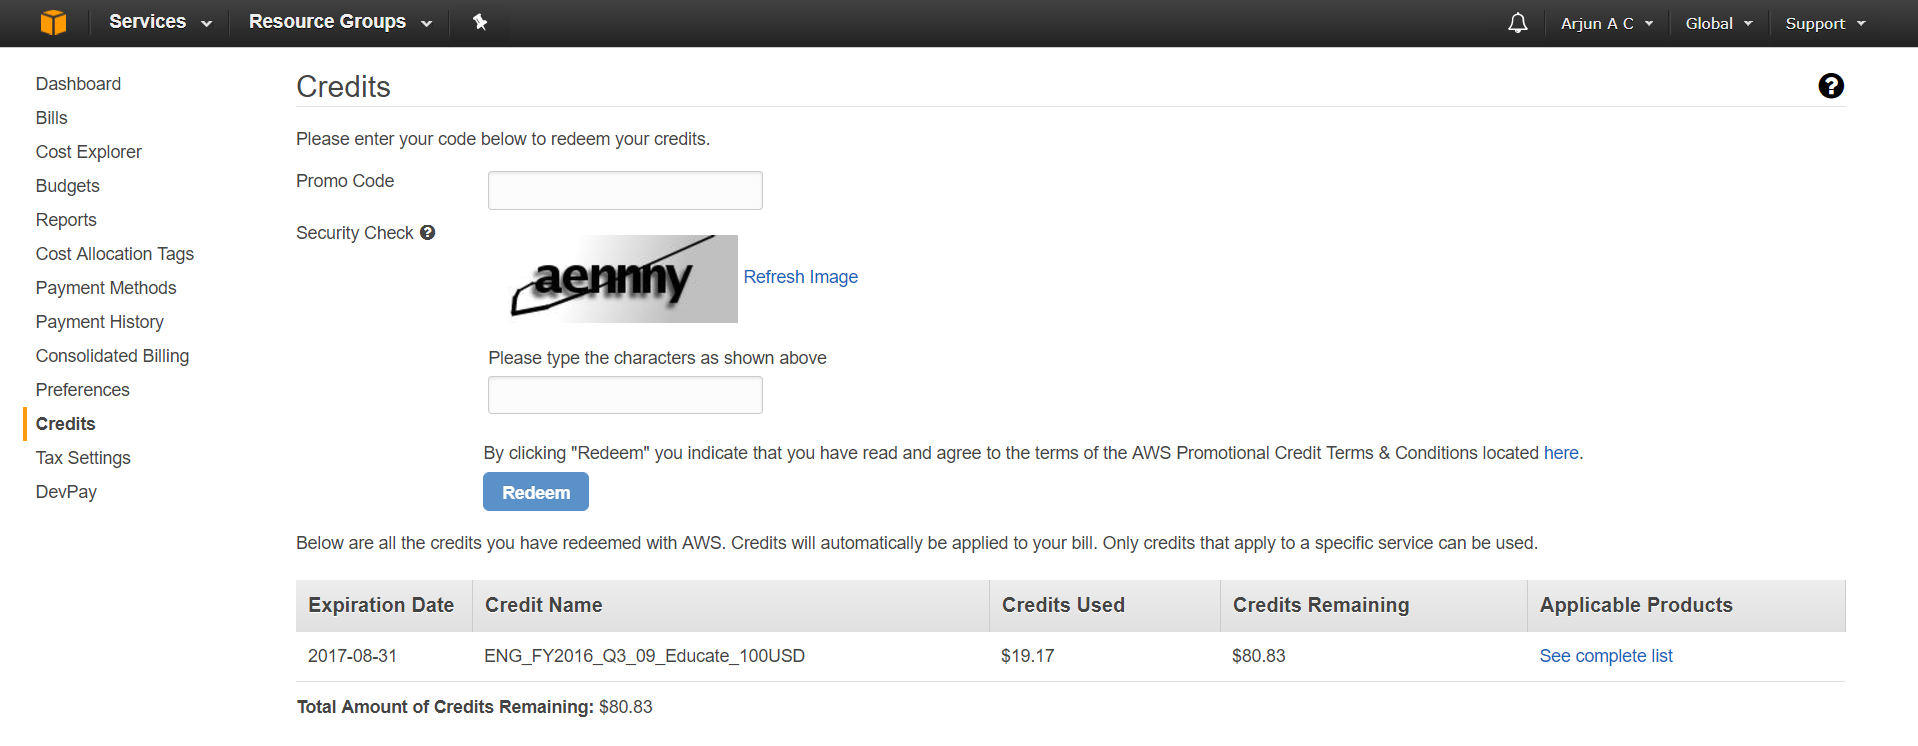 Services Resource Groups Arjun A C Global Support
Dashboard
Bills
Cost Explorer
Budgets
Reports
Cost Allocation Tags
Payment Methods
Payment History
Consolidated Billing
Preferences
Credits
Tax Settings
DevPay
Credits
Please enter your code below to redeem your credits.
Promo Code
Security Check
Refresh Image
Please type the characters as shown above
By clicking "Redeem" you indicate that you have read and agree to the terms of the AWS Promotional Credit Terms & Conditions located here.
Redeem
Below are all the credits you have redeemed with AWS. Credits will automatically be applied to your bill. Only credits that apply to a specific service can be used.
Expiration Date Credit Name Credits Used Credits Remaining Applicable Products
2017-08-31 ENG_FY2016_Q3_09_Educate_100USD $19.17 $80.83 See complete list
Total Amount of Credits Remaining: $80.83